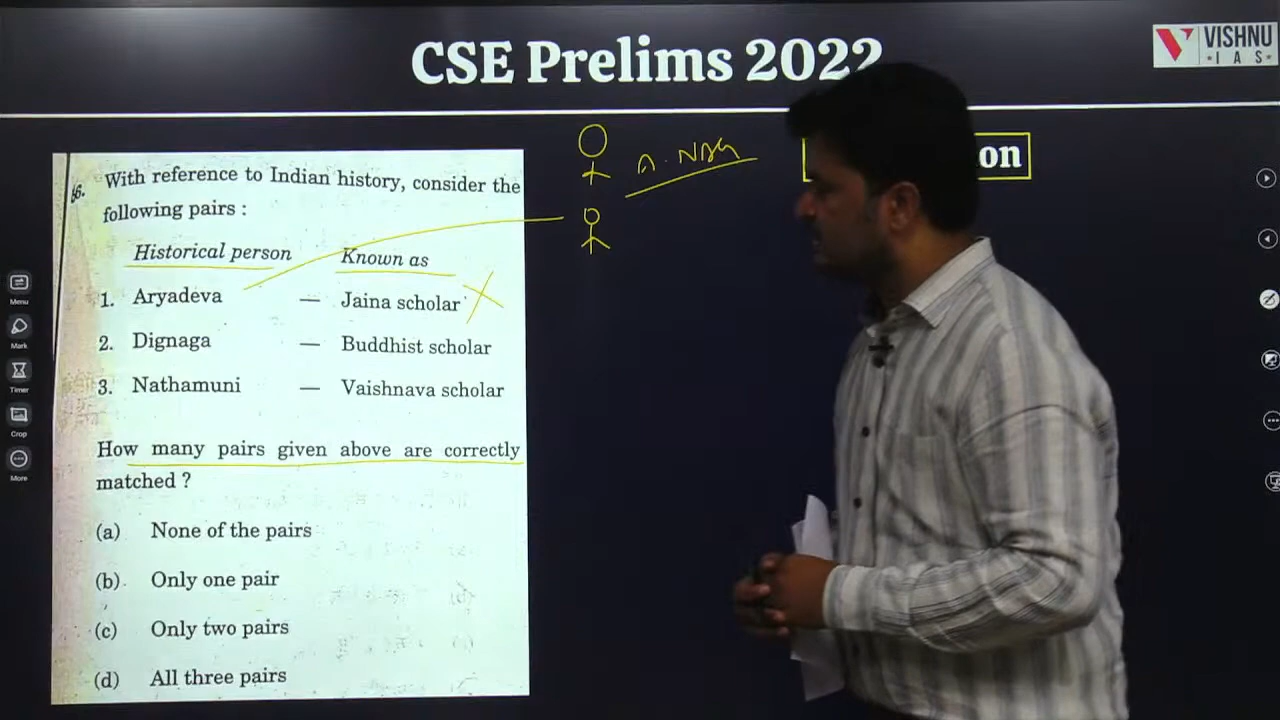 CSE Prelims 2022
VISHNU
IAS
on
With reference to Indian history, consider the
following pairs :
Historical person Known as
1. Aryadeva — Jaina scholar
2. Dignaga — Buddhist scholar
3. Nathamuni — Vaishnava scholar
How many pairs given above are correctly
matched ?
(a) None of the pairs
(b) Only one pair
(c) Only two pairs
(d) All three pairs
Menu
Mark
Timer
Crop
More